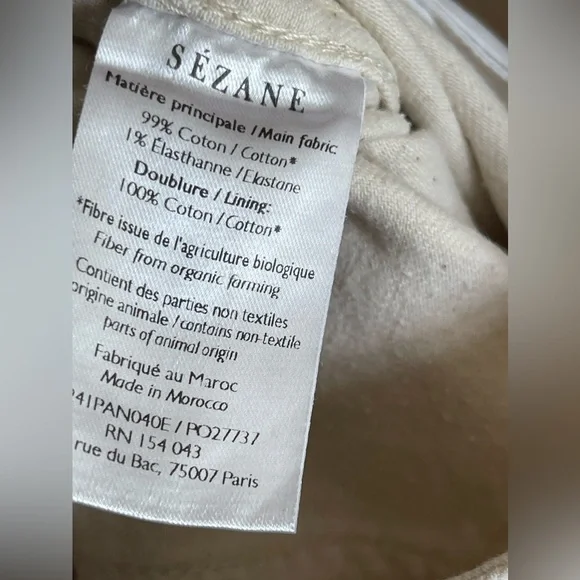 SÉZANE
Matière principale / Main fabric
99% Coton / Cotton*
1% Élasthanne / Elastane
Doublure / Lining:
100% Coton / Cotton*
*Fibre issue de l'agriculture biologique
Fiber from organic farming
Contient des parties non textiles
origine animale / contains non-textile
parts of animal origin
Fabriqué au Maroc
Made in Morocco
41PAN040E / PO27737
RN 154 043
rue du Bac, 75007 Paris